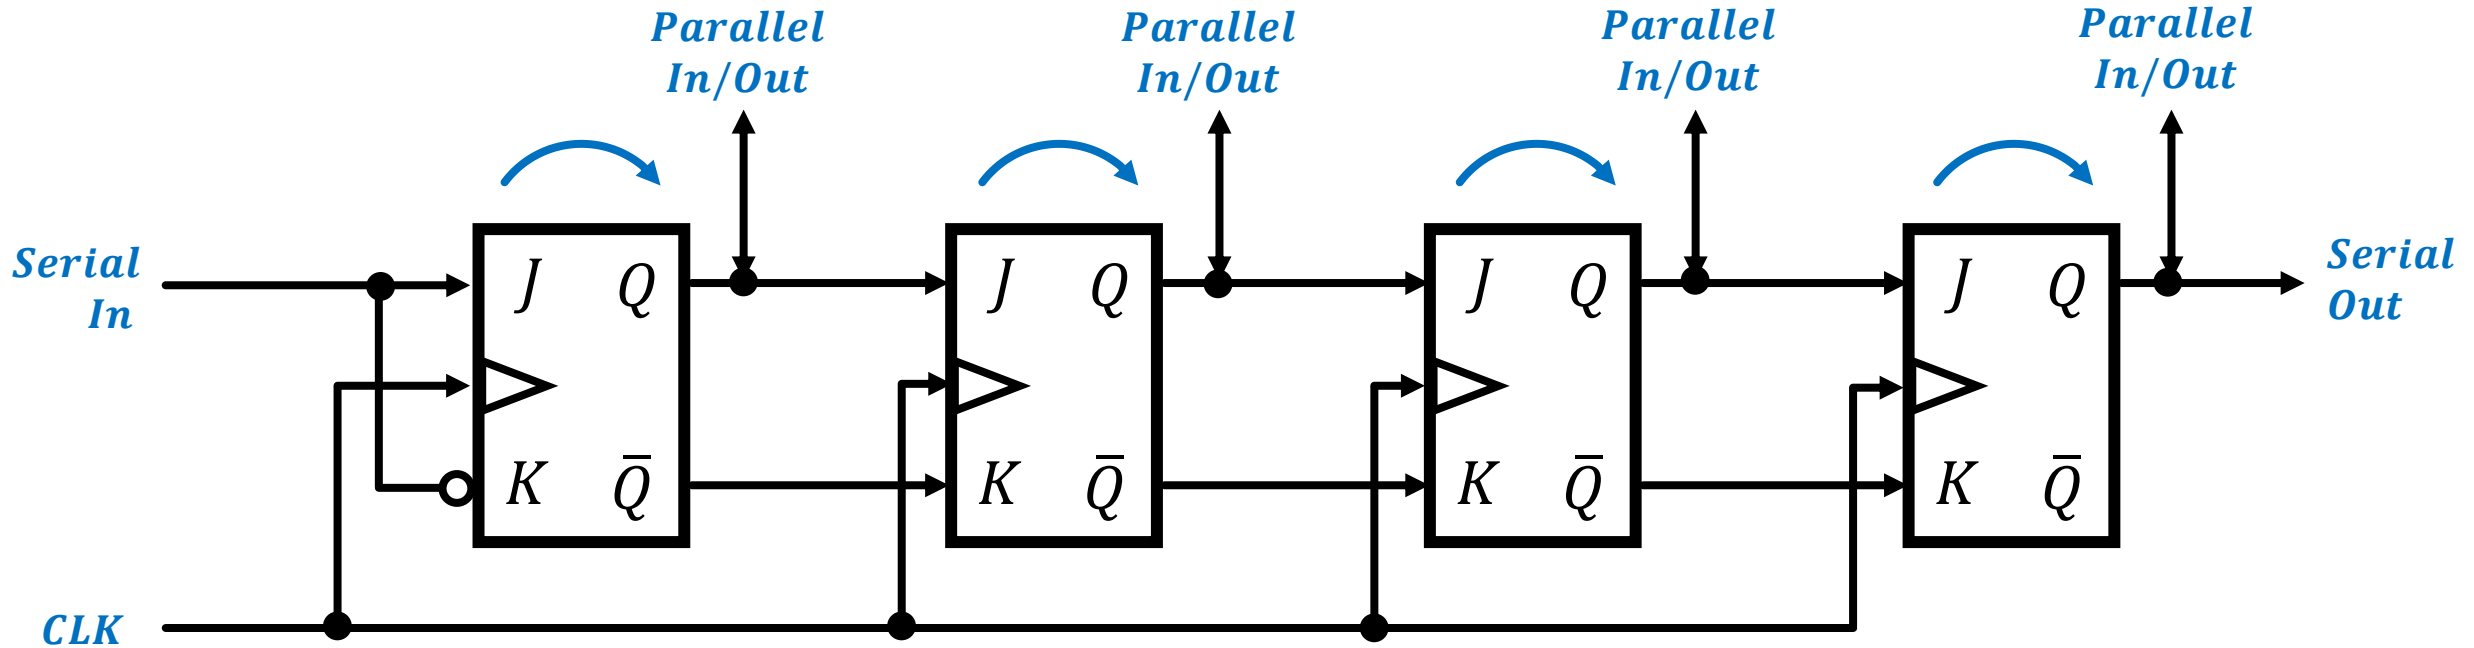 Parallel
In/Out
Parallel
In/Out
Parallel
In/Out
Parallel
In/Out
Serial
In
J Q
K Q̅
J Q
K Q̅
J Q
K Q̅
J Q
K Q̅
Serial
Out
CLK